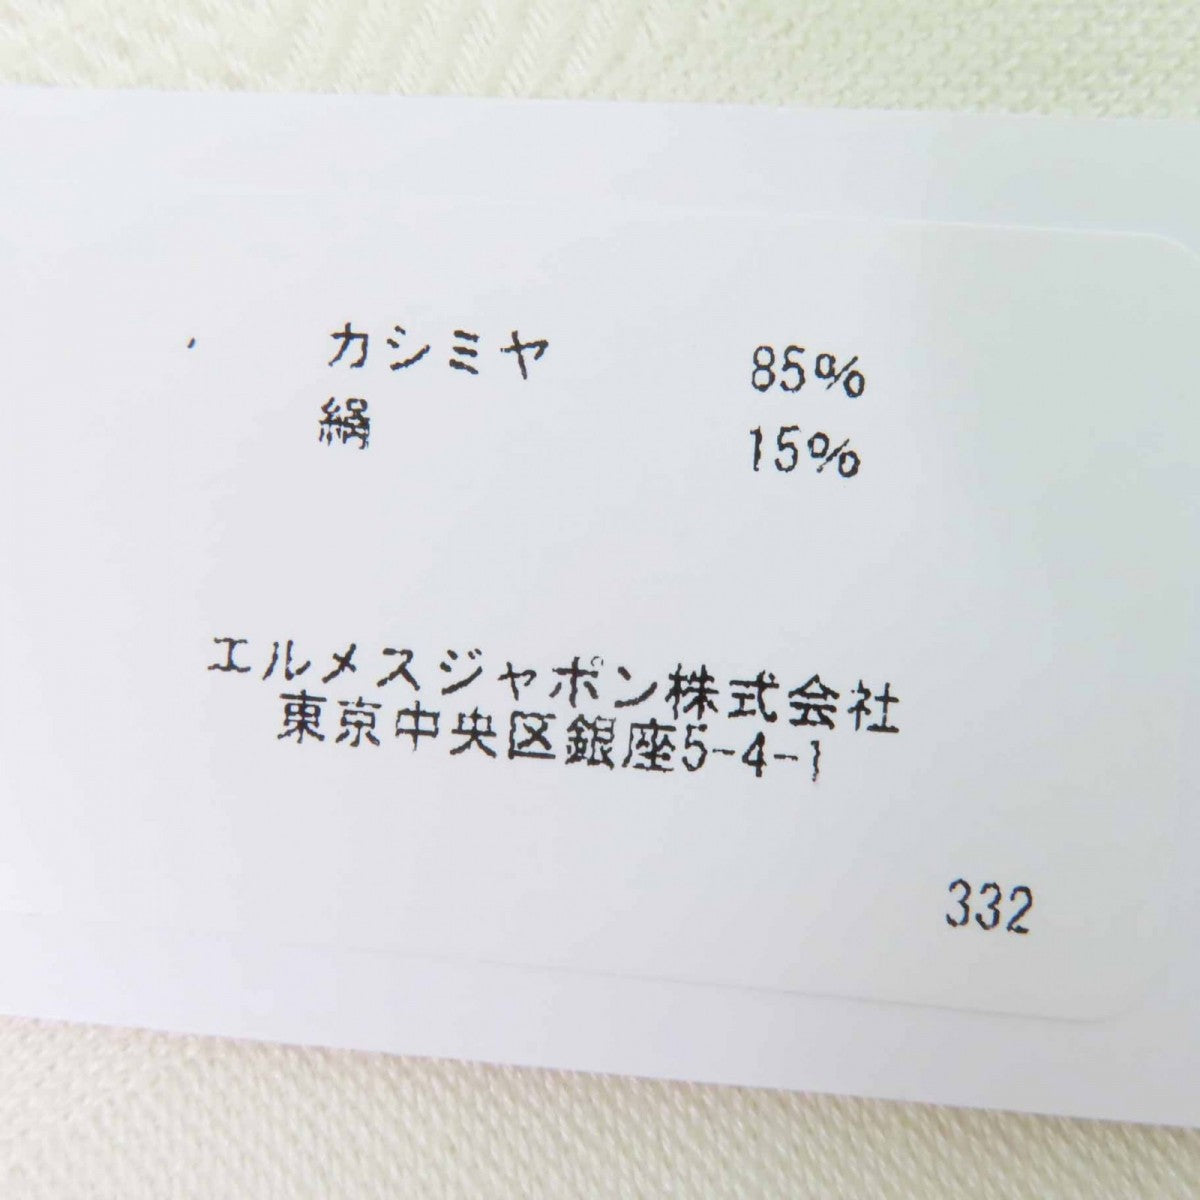 カシミヤ 85%
絹 15%
エルメスジャポン株式会社
東京中央区銀座5-4-1
332